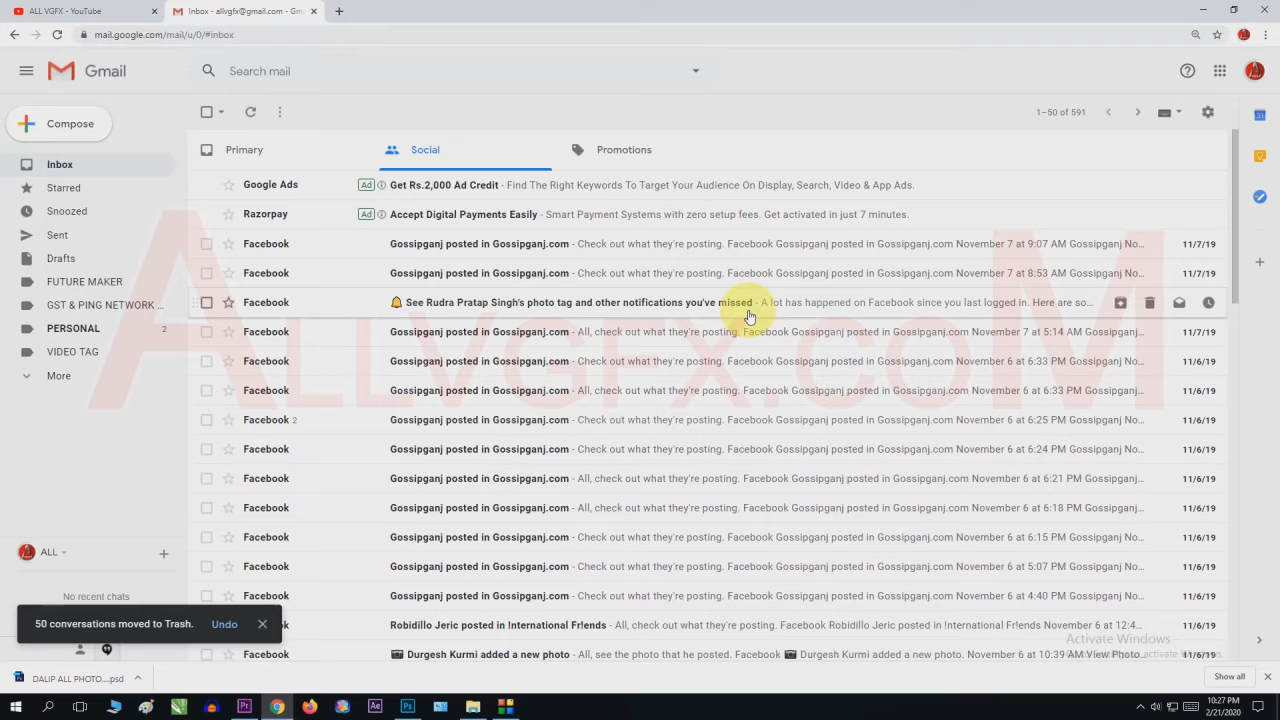 ALL VGFX - YouTube × Inbox - allvgfx@gmail.com - Gm ×
mail.google.com/mail/u/0/#inbox
Gmail Search mail
Compose 1–50 of 591
Primary Social Promotions
Inbox
Starred
Snoozed
Sent
Drafts
FUTURE MAKER
GST & PING NETWORK ...
PERSONAL 2
VIDEO TAG
More
Google Ads Ad Get Rs.2,000 Ad Credit - Find The Right Keywords To Target Your Audience On Display, Search, Video & App Ads.
Razorpay Ad Accept Digital Payments Easily - Smart Payment Systems with zero setup fees. Get activated in just 7 minutes.
Facebook Gossipganj posted in Gossipganj.com - Check out what they're posting. Facebook Gossipganj posted in Gossipganj.com November 7 at 9:07 AM Gossipganj No... 11/7/19
Facebook Gossipganj posted in Gossipganj.com - Check out what they're posting. Facebook Gossipganj posted in Gossipganj.com November 7 at 8:53 AM Gossipganj No... 11/7/19
Facebook 🔔 See Rudra Pratap Singh's photo tag and other notifications you've missed - A lot has happened on Facebook since you last logged in. Here are so...
Facebook Gossipganj posted in Gossipganj.com - All, check out what they're posting. Facebook Gossipganj posted in Gossipganj.com November 7 at 5:14 AM Gossipganj... 11/7/19
Facebook Gossipganj posted in Gossipganj.com - Check out what they're posting. Facebook Gossipganj posted in Gossipganj.com November 6 at 6:33 PM Gossipganj... 11/6/19
Facebook Gossipganj posted in Gossipganj.com - All, check out what they're posting. Facebook Gossipganj posted in Gossipganj.com November 6 at 6:33 PM Gossipganj... 11/6/19
Facebook 2 Gossipganj posted in Gossipganj.com - Check out what they're posting. Facebook Gossipganj posted in Gossipganj.com November 6 at 6:25 PM Gossipganj... 11/6/19
Facebook Gossipganj posted in Gossipganj.com - Check out what they're posting. Facebook Gossipganj posted in Gossipganj.com November 6 at 6:24 PM Gossipganj... 11/6/19
Facebook Gossipganj posted in Gossipganj.com - All, check out what they're posting. Facebook Gossipganj posted in Gossipganj.com November 6 at 6:21 PM Gossipganj... 11/6/19
Facebook Gossipganj posted in Gossipganj.com - All, check out what they're posting. Facebook Gossipganj posted in Gossipganj.com November 6 at 6:18 PM Gossipganj... 11/6/19
Facebook Gossipganj posted in Gossipganj.com - Check out what they're posting. Facebook Gossipganj posted in Gossipganj.com November 6 at 6:15 PM Gossipganj... 11/6/19
Facebook Gossipganj posted in Gossipganj.com - Check out what they're posting. Facebook Gossipganj posted in Gossipganj.com November 6 at 5:07 PM Gossipganj... 11/6/19
Facebook Gossipganj posted in Gossipganj.com - Check out what they're posting. Facebook Gossipganj posted in Gossipganj.com November 6 at 4:40 PM Gossipganj... 11/6/19
Robidillo Jeric posted in !nternational Fr!ends - All, check out what they're posting. Facebook Robidillo Jeric posted in !nternational Fr!ends November 6 at 12:4... 11/6/19
Facebook 📷 Durgesh Kurmi added a new photo - All, see the photo that he posted. Facebook 📷 Durgesh Kurmi added a new photo. November 6 at 10:39 AM View Photo... 11/6/19
ALLVGFX.COM
ALL
No recent chats
50 conversations moved to Trash. Undo
Activate Windows
DALIP ALL PHOTO....psd Show all
10:27 PM
2/21/2020